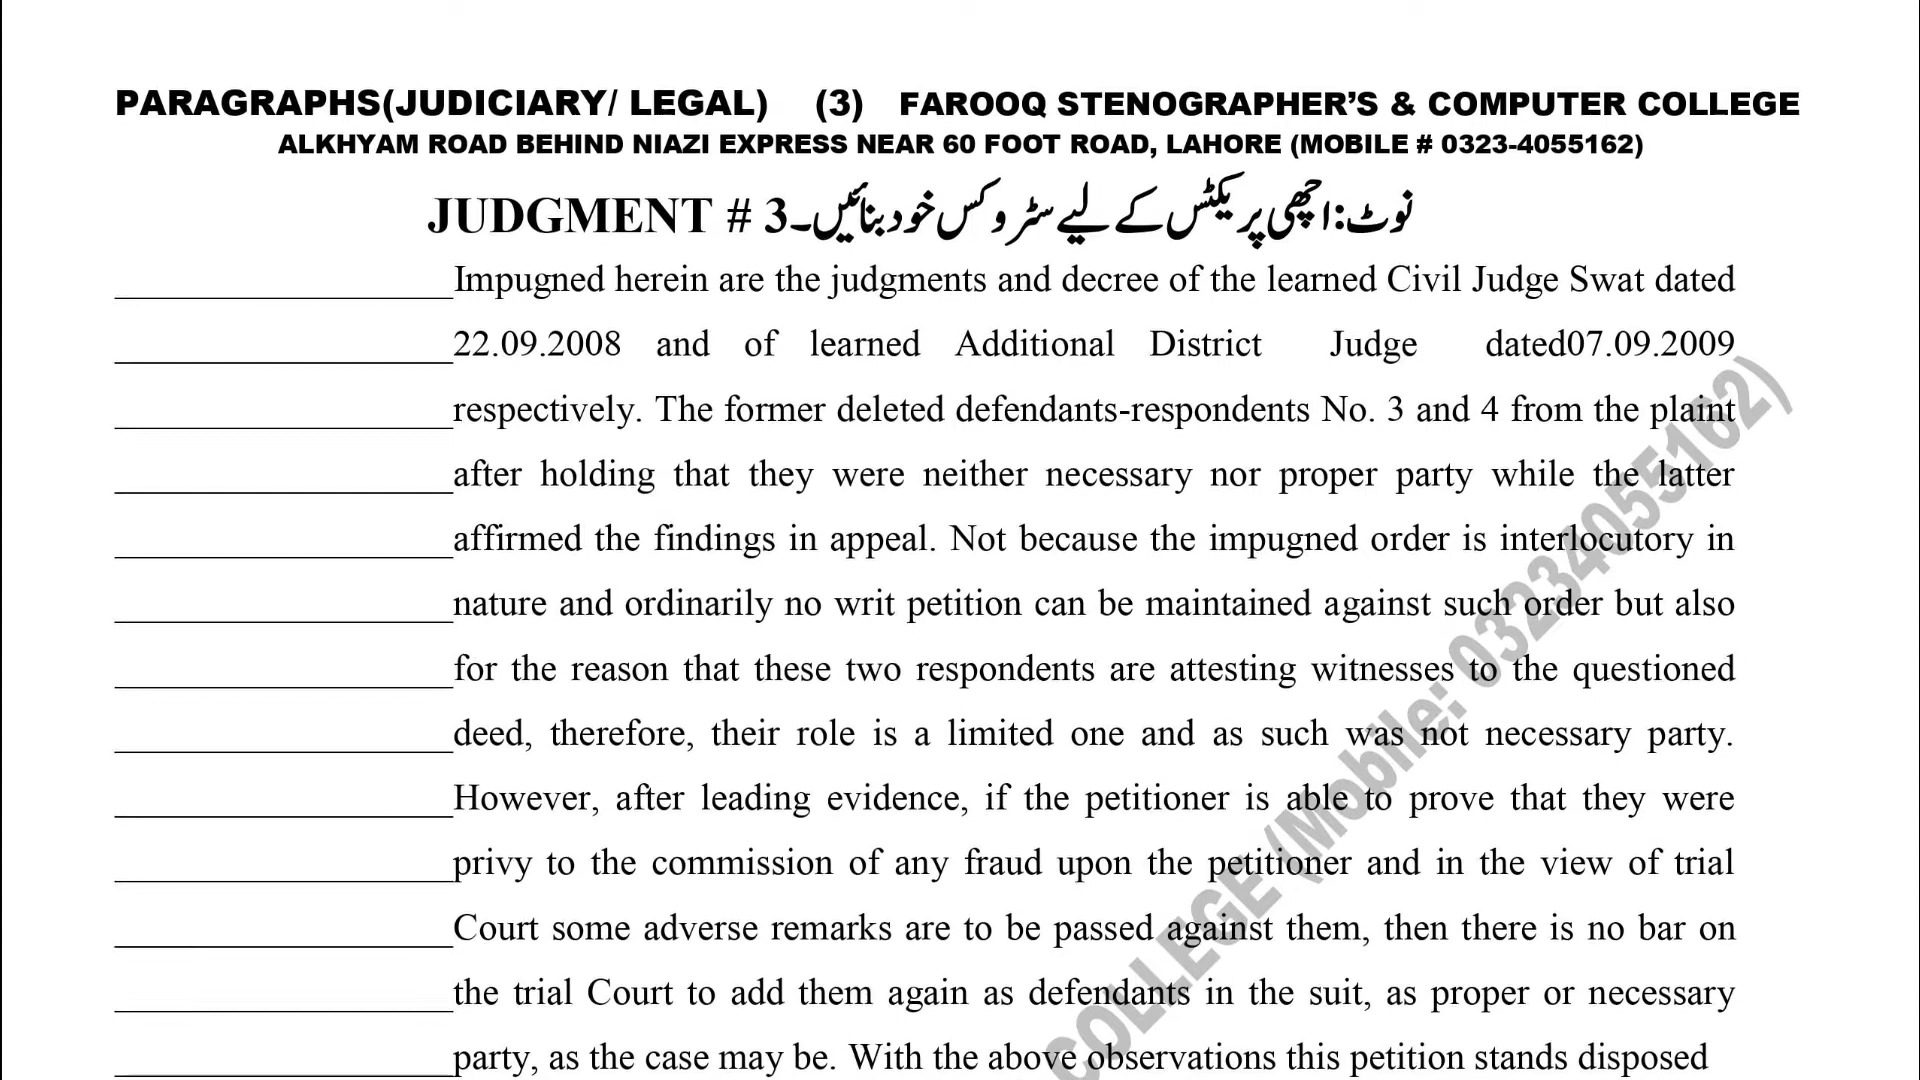 PARAGRAPHS(JUDICIARY/ LEGAL) (3) FAROOQ STENOGRAPHER’S & COMPUTER COLLEGE
ALKHYAM ROAD BEHIND NIAZI EXPRESS NEAR 60 FOOT ROAD, LAHORE (MOBILE # 0323-4055162)
JUDGMENT # 3 نوٹ: اچھی پریکٹس کے لیے سٹروکس خود بنائیں۔
Impugned herein are the judgments and decree of the learned Civil Judge Swat dated
22.09.2008 and of learned Additional District Judge dated07.09.2009
respectively. The former deleted defendants-respondents No. 3 and 4 from the plaint
after holding that they were neither necessary nor proper party while the latter
affirmed the findings in appeal. Not because the impugned order is interlocutory in
nature and ordinarily no writ petition can be maintained against such order but also
for the reason that these two respondents are attesting witnesses to the questioned
deed, therefore, their role is a limited one and as such was not necessary party.
However, after leading evidence, if the petitioner is able to prove that they were
privy to the commission of any fraud upon the petitioner and in the view of trial
Court some adverse remarks are to be passed against them, then there is no bar on
the trial Court to add them again as defendants in the suit, as proper or necessary
party, as the case may be. With the above observations this petition stands disposed
COLLEGE (Mobile: 03234055162)